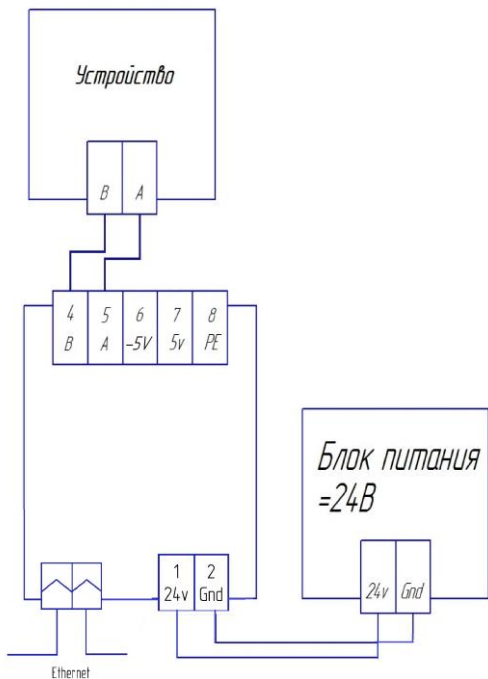 Устройство
B A
4 5 6 7 8
B A -5V 5v PE
Блок питания
=24В
1 2
24v Gnd
24v Gnd
Ethernet